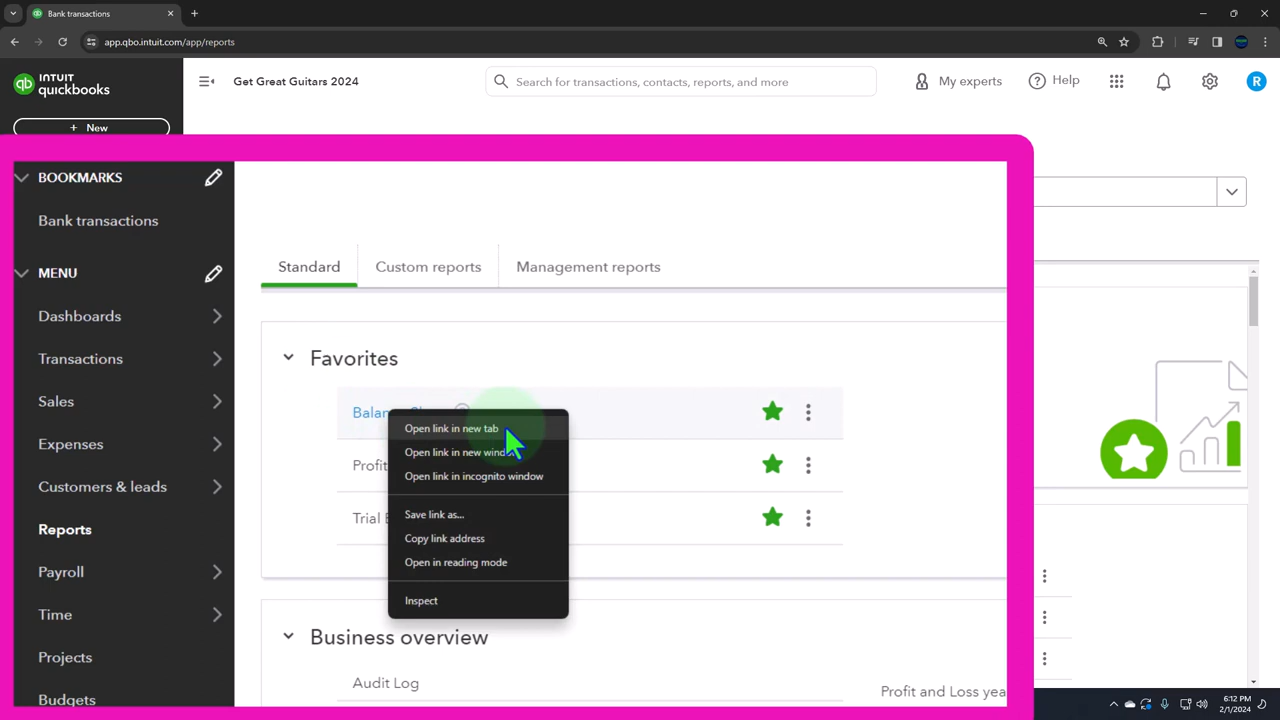 Bank transactions
app.qbo.intuit.com/app/reports
INTUIT
quickbooks
Get Great Guitars 2024
Search for transactions, contacts, reports, and more
My experts
Help
R
+ New
BOOKMARKS
Bank transactions
MENU
Dashboards
Transactions
Sales
Expenses
Customers & leads
Reports
Payroll
Time
Projects
Budgets
Standard
Custom reports
Management reports
Favorites
Open link in new tab
Open link in new
Open link in incognito window
Save link as...
Copy link address
Open in reading mode
Inspect
Business overview
Audit Log
Profit and Loss
6:12 PM
2/1/2024